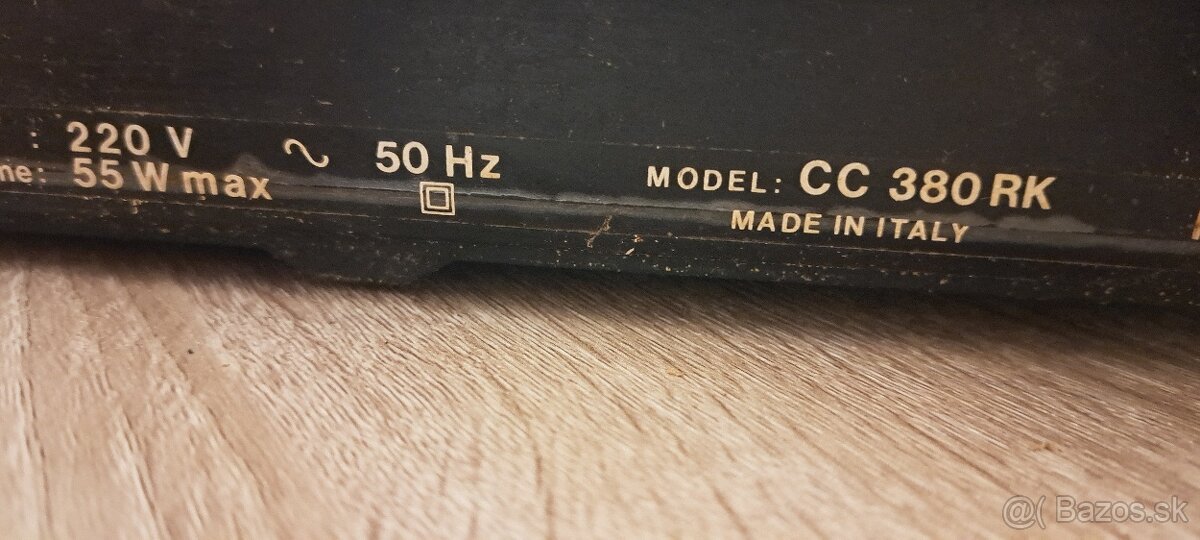 : 220 V ~ 50 Hz
ne: 55 W max
MODEL: CC 380 RK
MADE IN ITALY
@( Bazos.sk